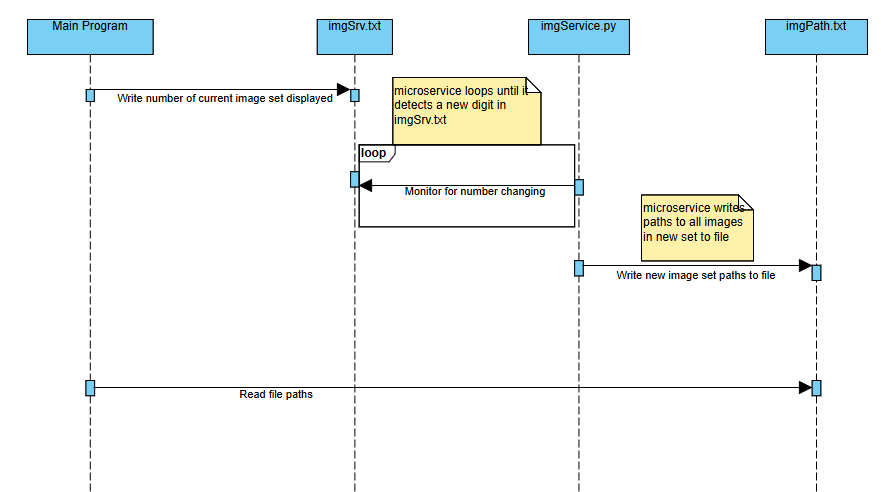 Main Program
imgSrv.txt
imgService.py
imgPath.txt
Write number of current image set displayed
microservice loops until it
detects a new digit in
imgSrv.txt
loop
Monitor for number changing
microservice writes
paths to all images
in new set to file
Write new image set paths to file
Read file paths